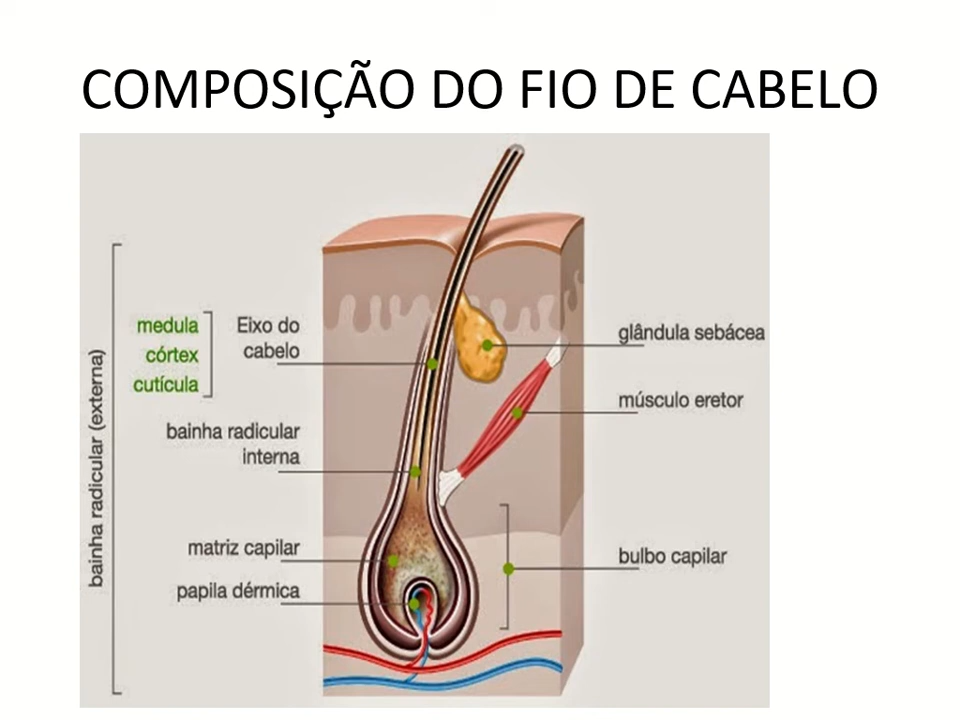 COMPOSIÇÃO DO FIO DE CABELO
bainha radicular (externa)
medula
córtex
cutícula
Eixo do
cabelo
bainha radicular
interna
matriz capilar
papila dérmica
glândula sebácea
músculo eretor
bulbo capilar